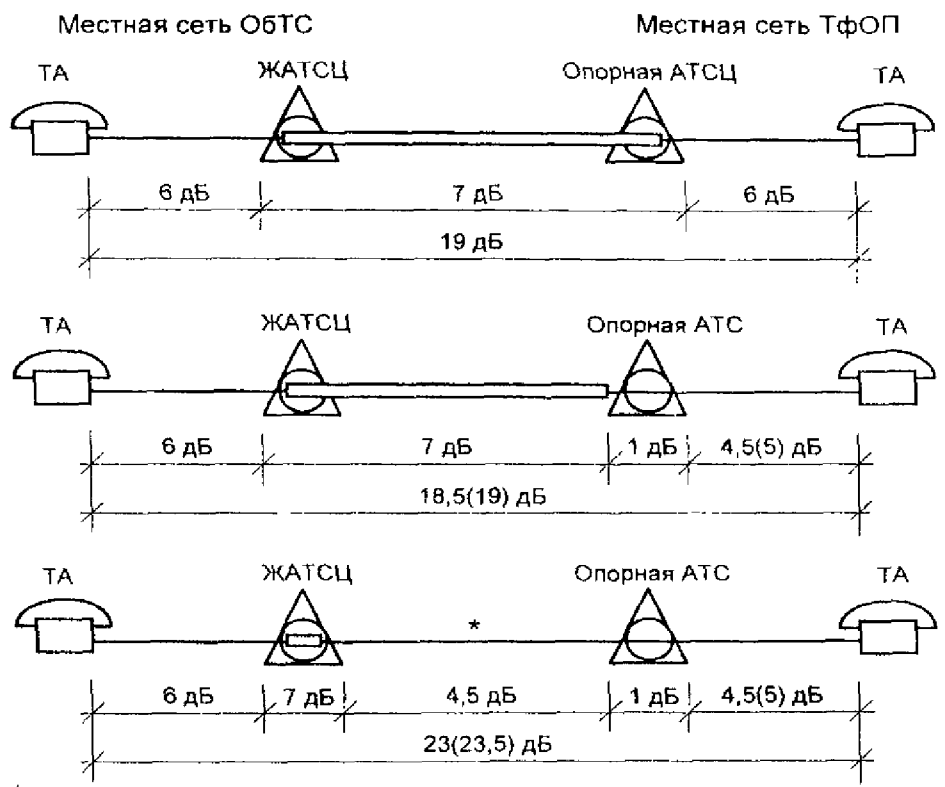 Местная сеть ОбТС Местная сеть ТфОП
ТА ЖАТСЦ Опорная АТСЦ ТА
6 дБ 7 дБ 6 дБ
19 дБ
ТА ЖАТСЦ Опорная АТС ТА
6 дБ 7 дБ 1 дБ 4,5(5) дБ
18,5(19) дБ
ТА ЖАТСЦ Опорная АТС ТА
*
6 дБ 7 дБ 4,5 дБ 1 дБ 4,5(5) дБ
23(23,5) дБ